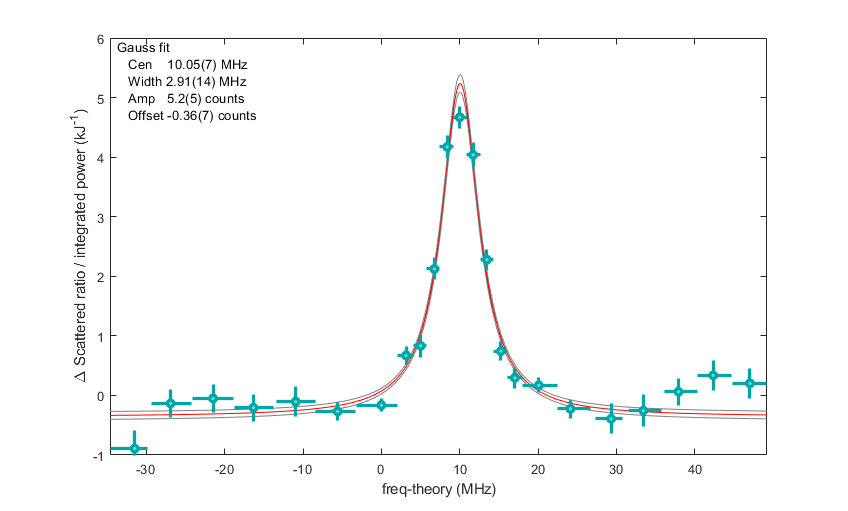 Gauss fit
Cen 10.05(7) MHz
Width 2.91(14) MHz
Amp 5.2(5) counts
Offset -0.36(7) counts
6
5
4
3
2
1
0
-1
Δ Scattered ratio / integrated power (kJ⁻¹)
-30 -20 -10 0 10 20 30 40
freq-theory (MHz)